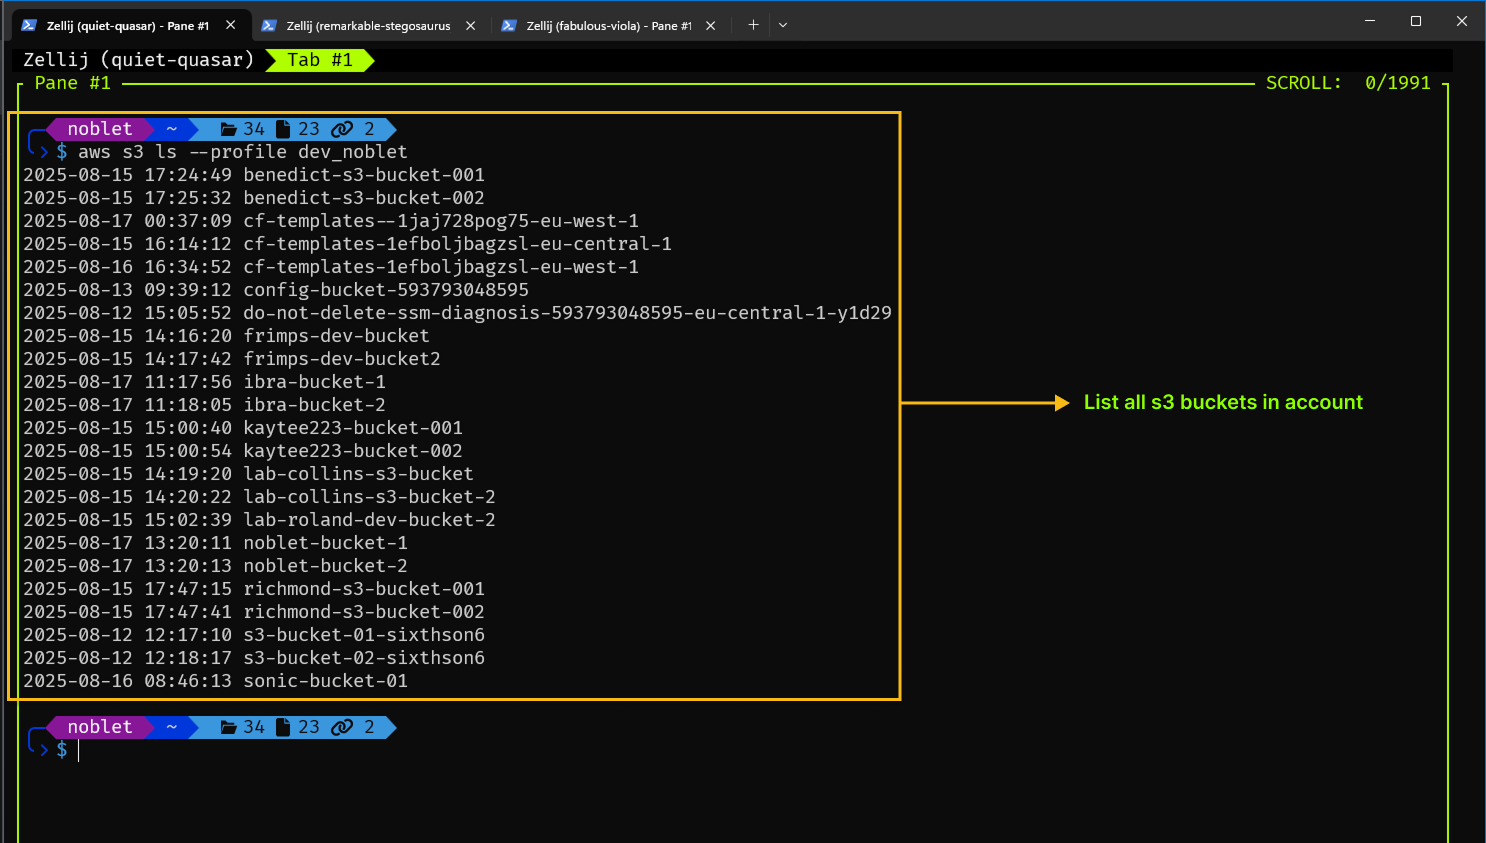 Zellij (quiet-quasar) - Pane #1
Zellij (remarkable-stegosaurus
Zellij (fabulous-viola) - Pane #1
Zellij (quiet-quasar) Tab #1
Pane #1 SCROLL: 0/1991
noblet ~ 34 23 2
$ aws s3 ls --profile dev_noblet
2025-08-15 17:24:49 benedict-s3-bucket-001
2025-08-15 17:25:32 benedict-s3-bucket-002
2025-08-17 00:37:09 cf-templates--1jaj728pog75-eu-west-1
2025-08-15 16:14:12 cf-templates-1efboljbagzsl-eu-central-1
2025-08-16 16:34:52 cf-templates-1efboljbagzsl-eu-west-1
2025-08-13 09:39:12 config-bucket-593793048595
2025-08-12 15:05:52 do-not-delete-ssm-diagnosis-593793048595-eu-central-1-y1d29
2025-08-15 14:16:20 frimps-dev-bucket
2025-08-15 14:17:42 frimps-dev-bucket2
2025-08-17 11:17:56 ibra-bucket-1
2025-08-17 11:18:05 ibra-bucket-2
2025-08-15 15:00:40 kaytee223-bucket-001
2025-08-15 15:00:54 kaytee223-bucket-002
2025-08-15 14:19:20 lab-collins-s3-bucket
2025-08-15 14:20:22 lab-collins-s3-bucket-2
2025-08-15 15:02:39 lab-roland-dev-bucket-2
2025-08-17 13:20:11 noblet-bucket-1
2025-08-17 13:20:13 noblet-bucket-2
2025-08-15 17:47:15 richmond-s3-bucket-001
2025-08-15 17:47:41 richmond-s3-bucket-002
2025-08-12 12:17:10 s3-bucket-01-sixthson6
2025-08-12 12:18:17 s3-bucket-02-sixthson6
2025-08-16 08:46:13 sonic-bucket-01
List all s3 buckets in account
noblet ~ 34 23 2
$